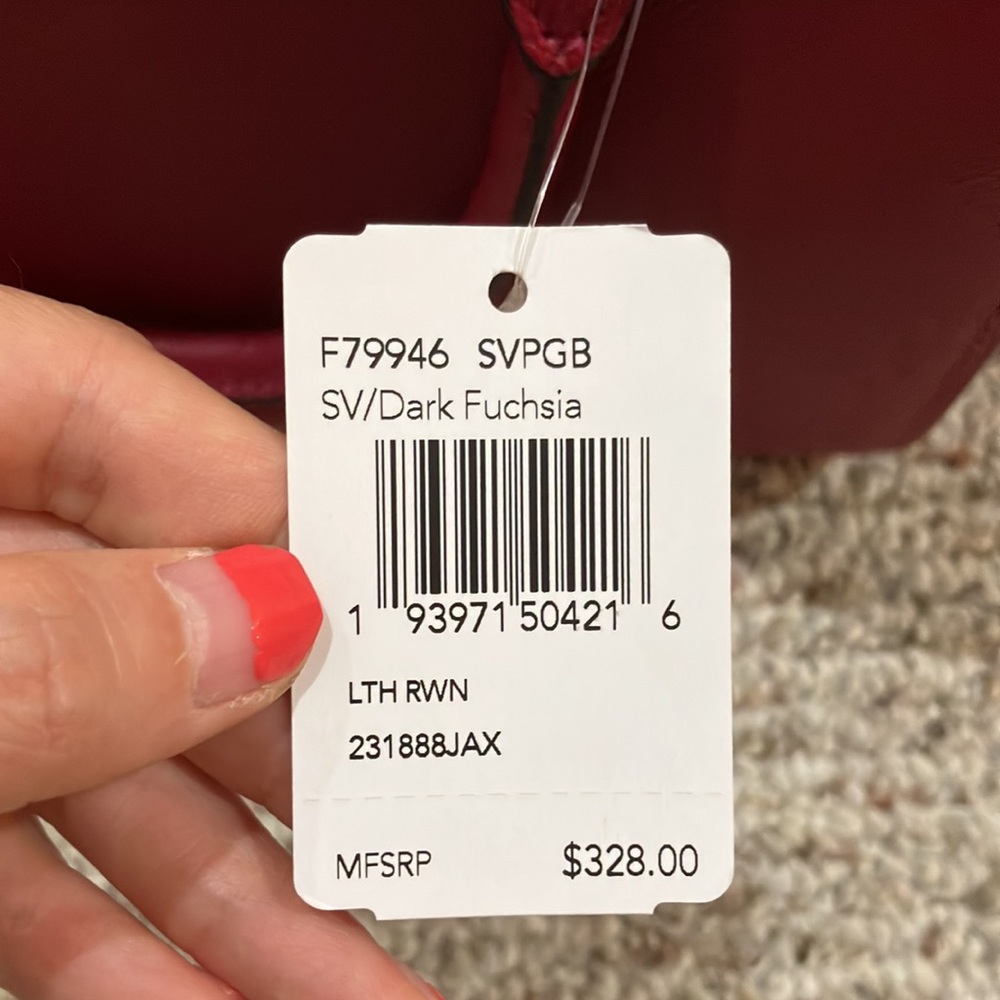 F79946 SVPGB
SV/Dark Fuchsia
1 93971 50421 6
LTH RWN
231888JAX
MFSRP $328.00